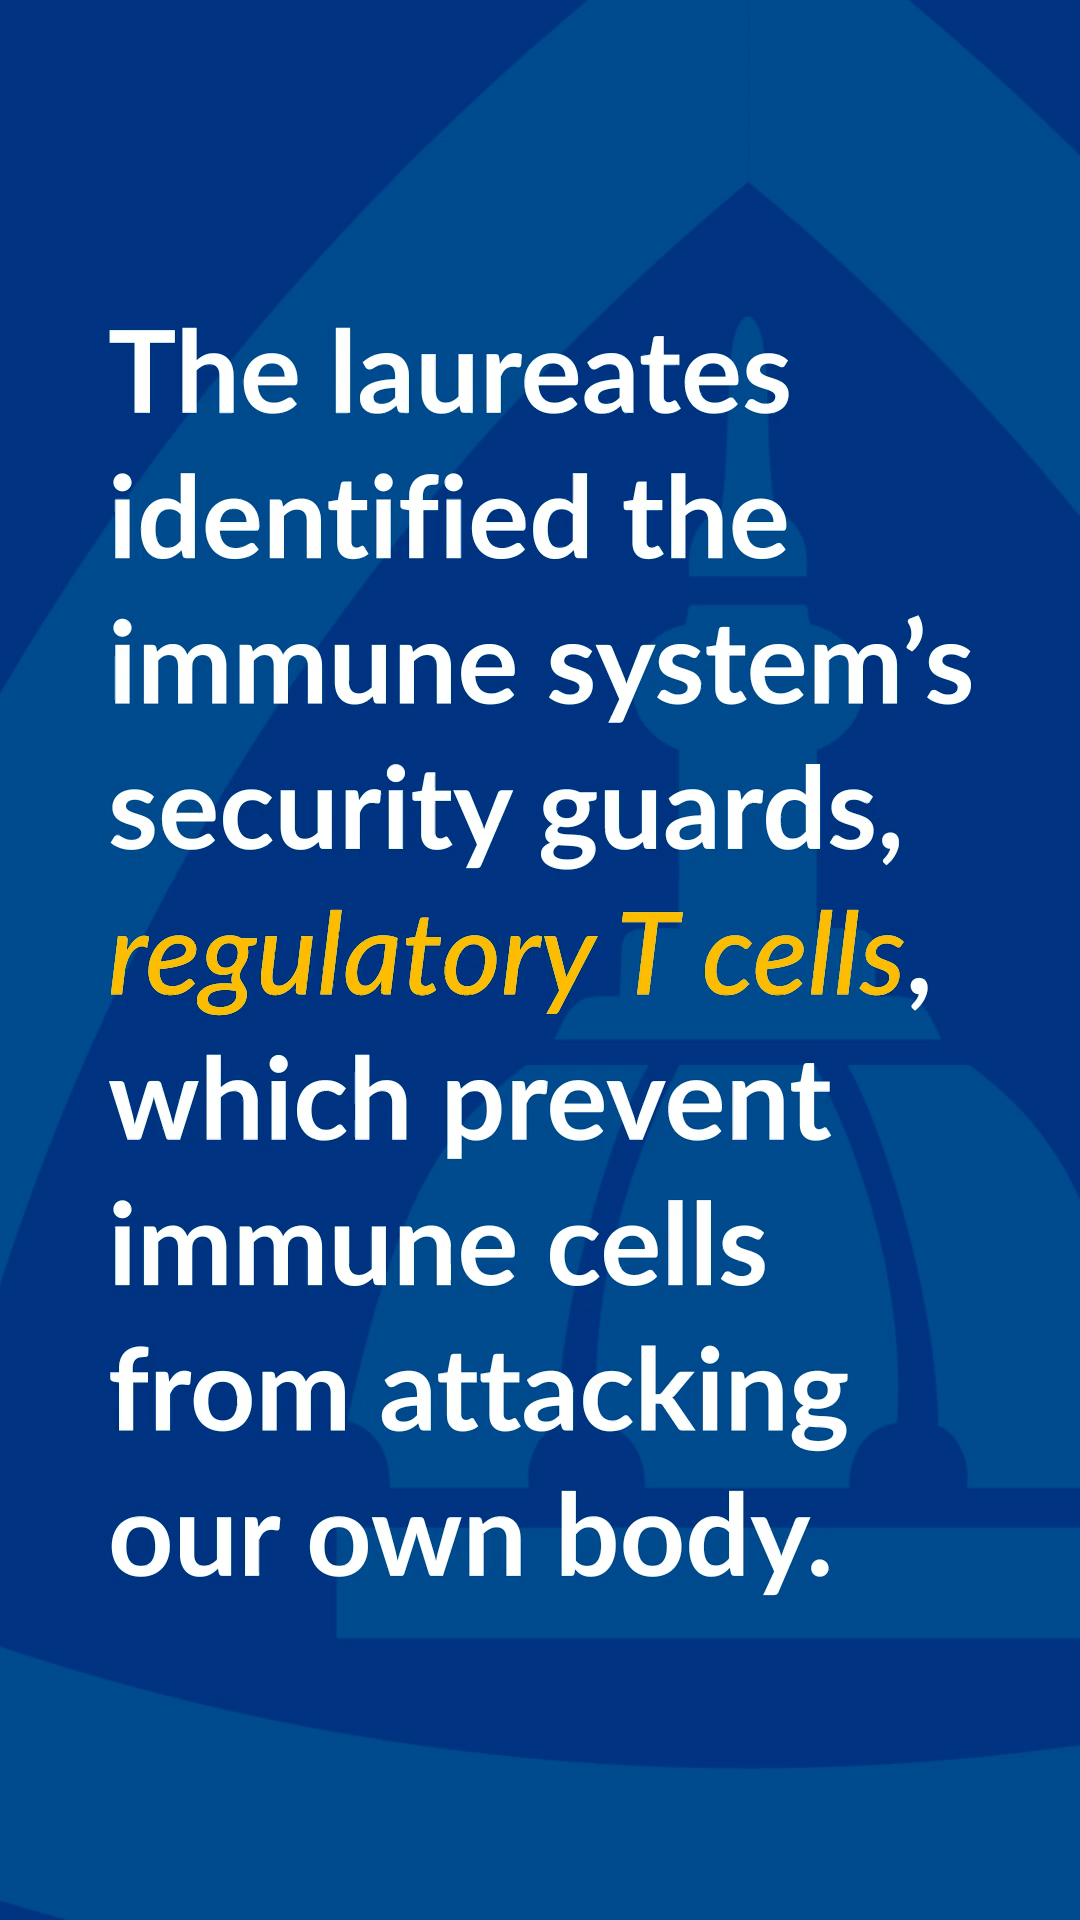 The laureates
identified the
immune system’s
security guards,
regulatory T cells,
which prevent
immune cells
from attacking
our own body.